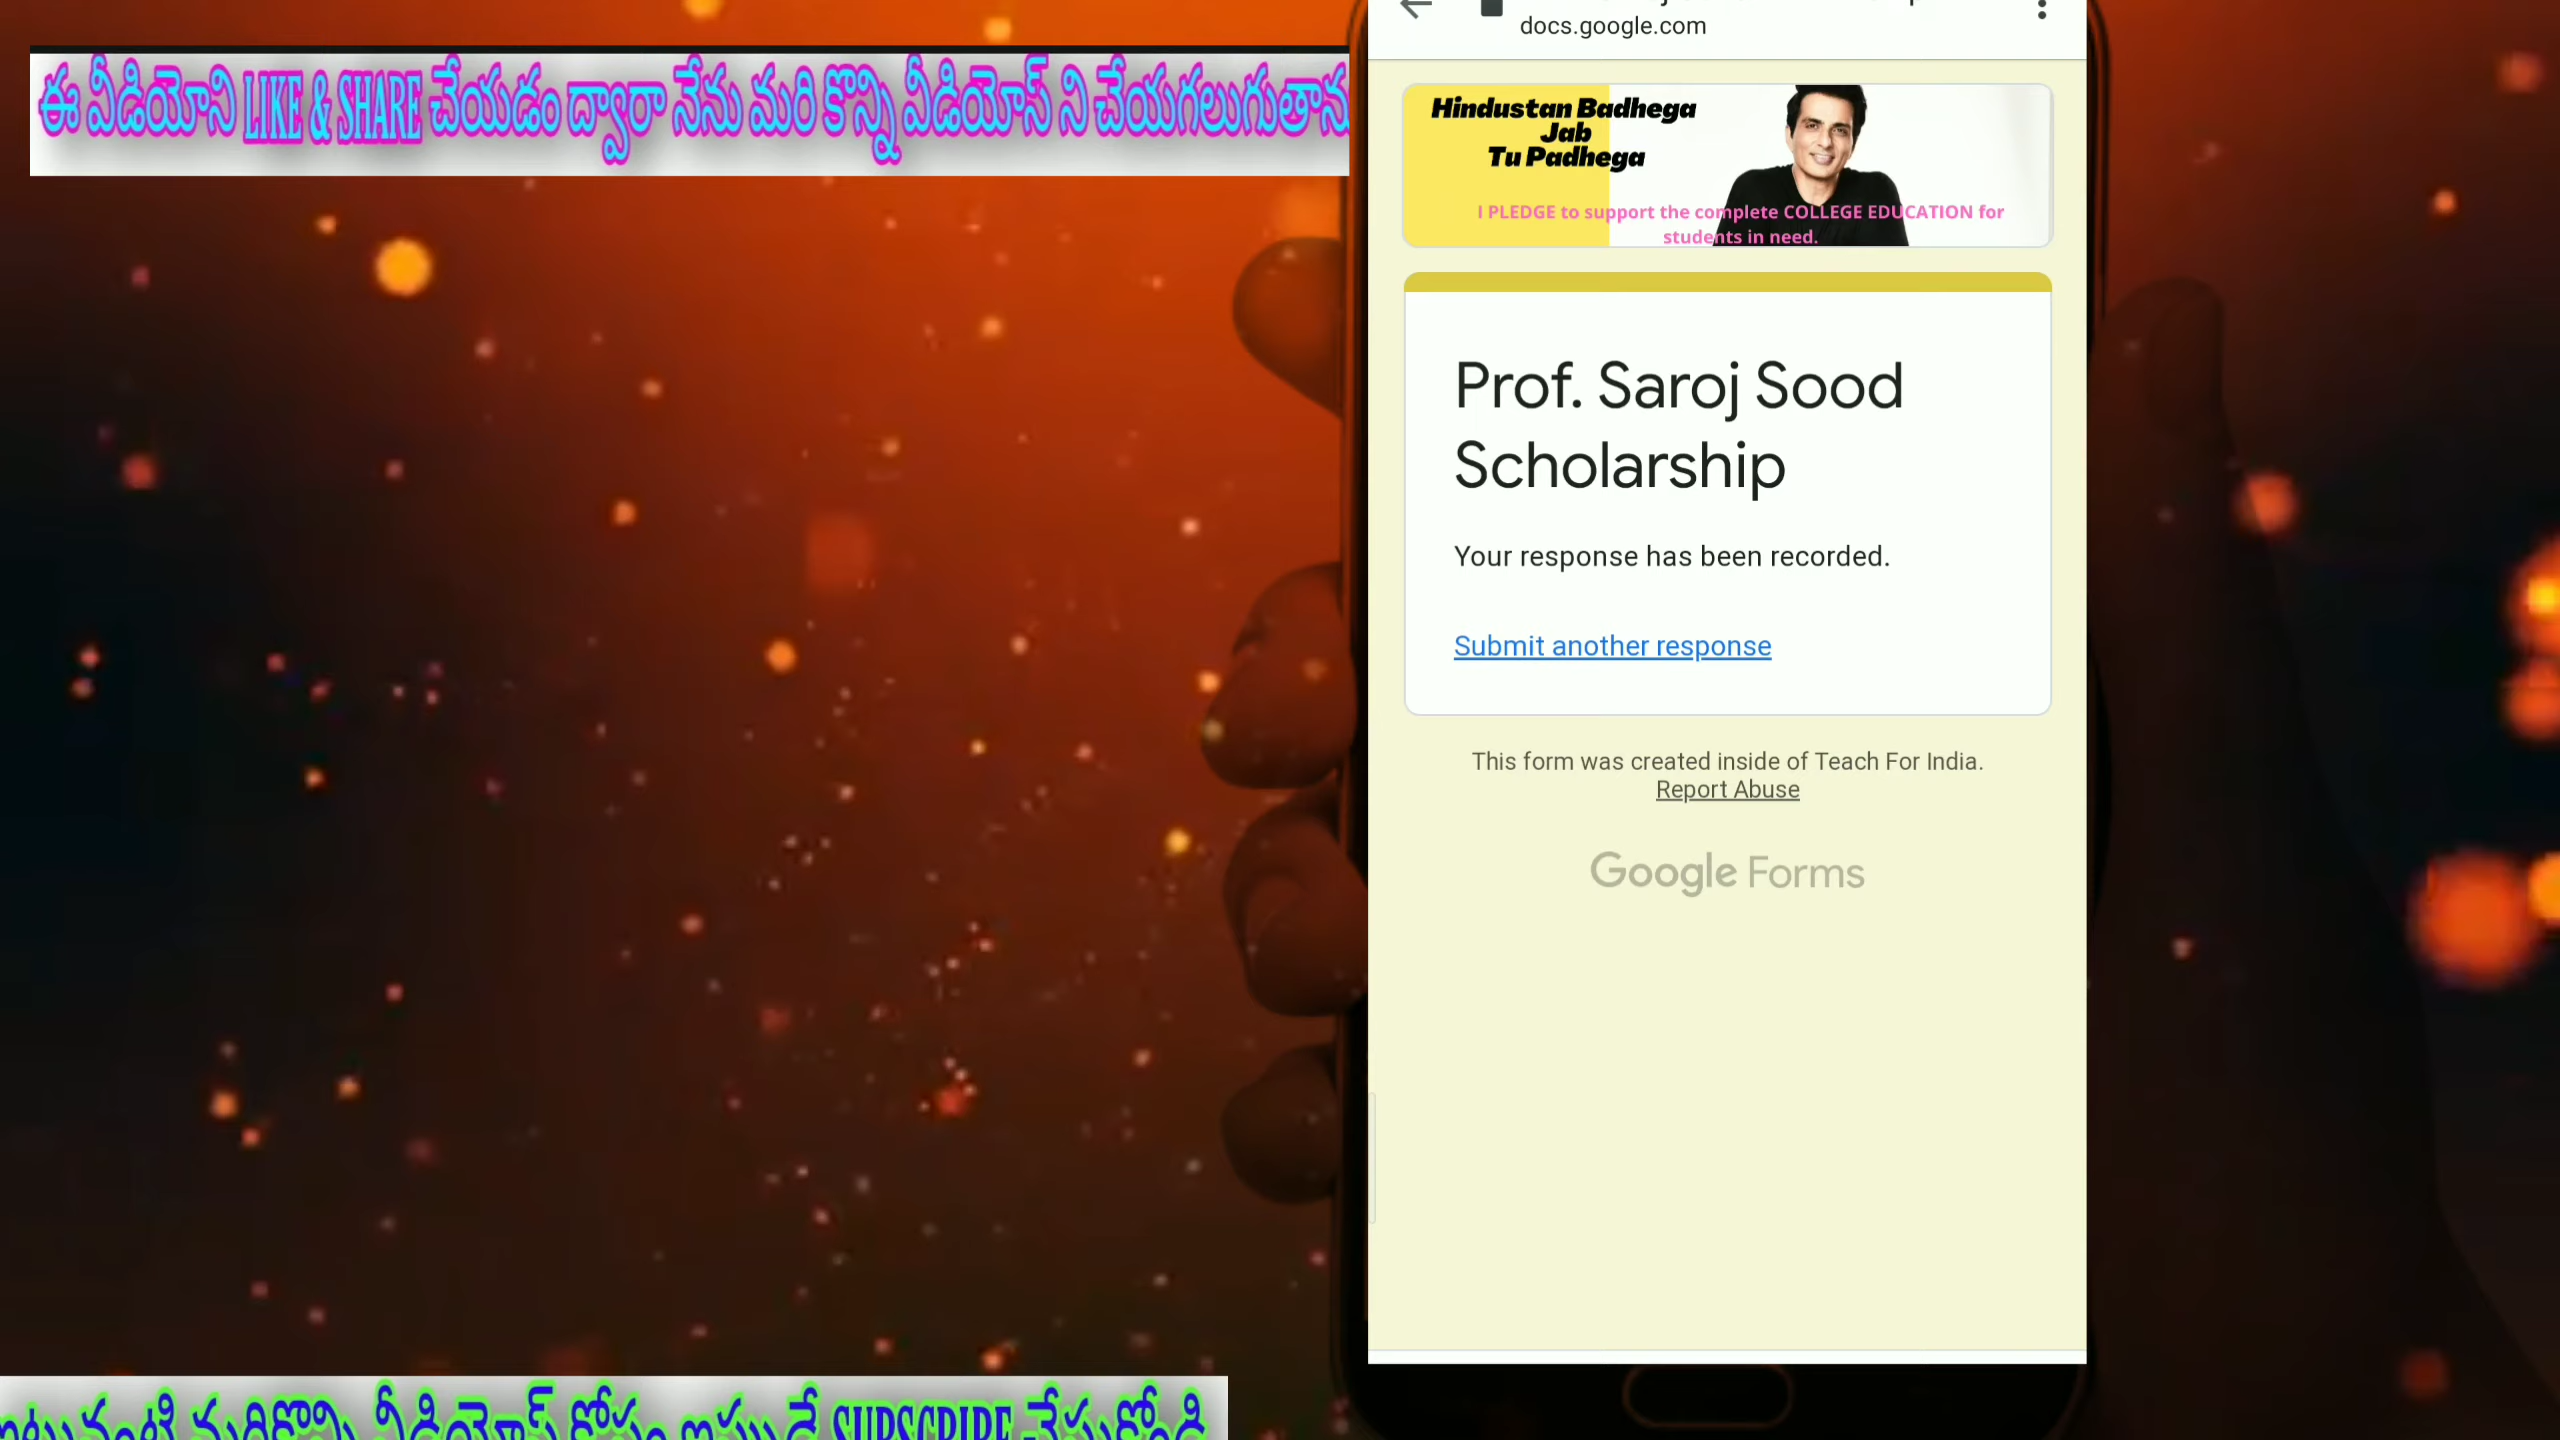 ఈ వీడియోని LIKE & SHARE చేయడం ద్వారా నేను మరి కొన్ని వీడియోస్ ని చేయగలుగుతాను
docs.google.com
Hindustan Badhega
Jab
Tu Padhega
I PLEDGE to support the complete COLLEGE EDUCATION for
students in need.
Prof. Saroj Sood
Scholarship
Your response has been recorded.
Submit another response
This form was created inside of Teach For India.
Report Abuse
Google Forms
మరికొన్ని వీడియోస్ కోసం ఇప్పుడే SUBSCRIBE చేసుకోండి